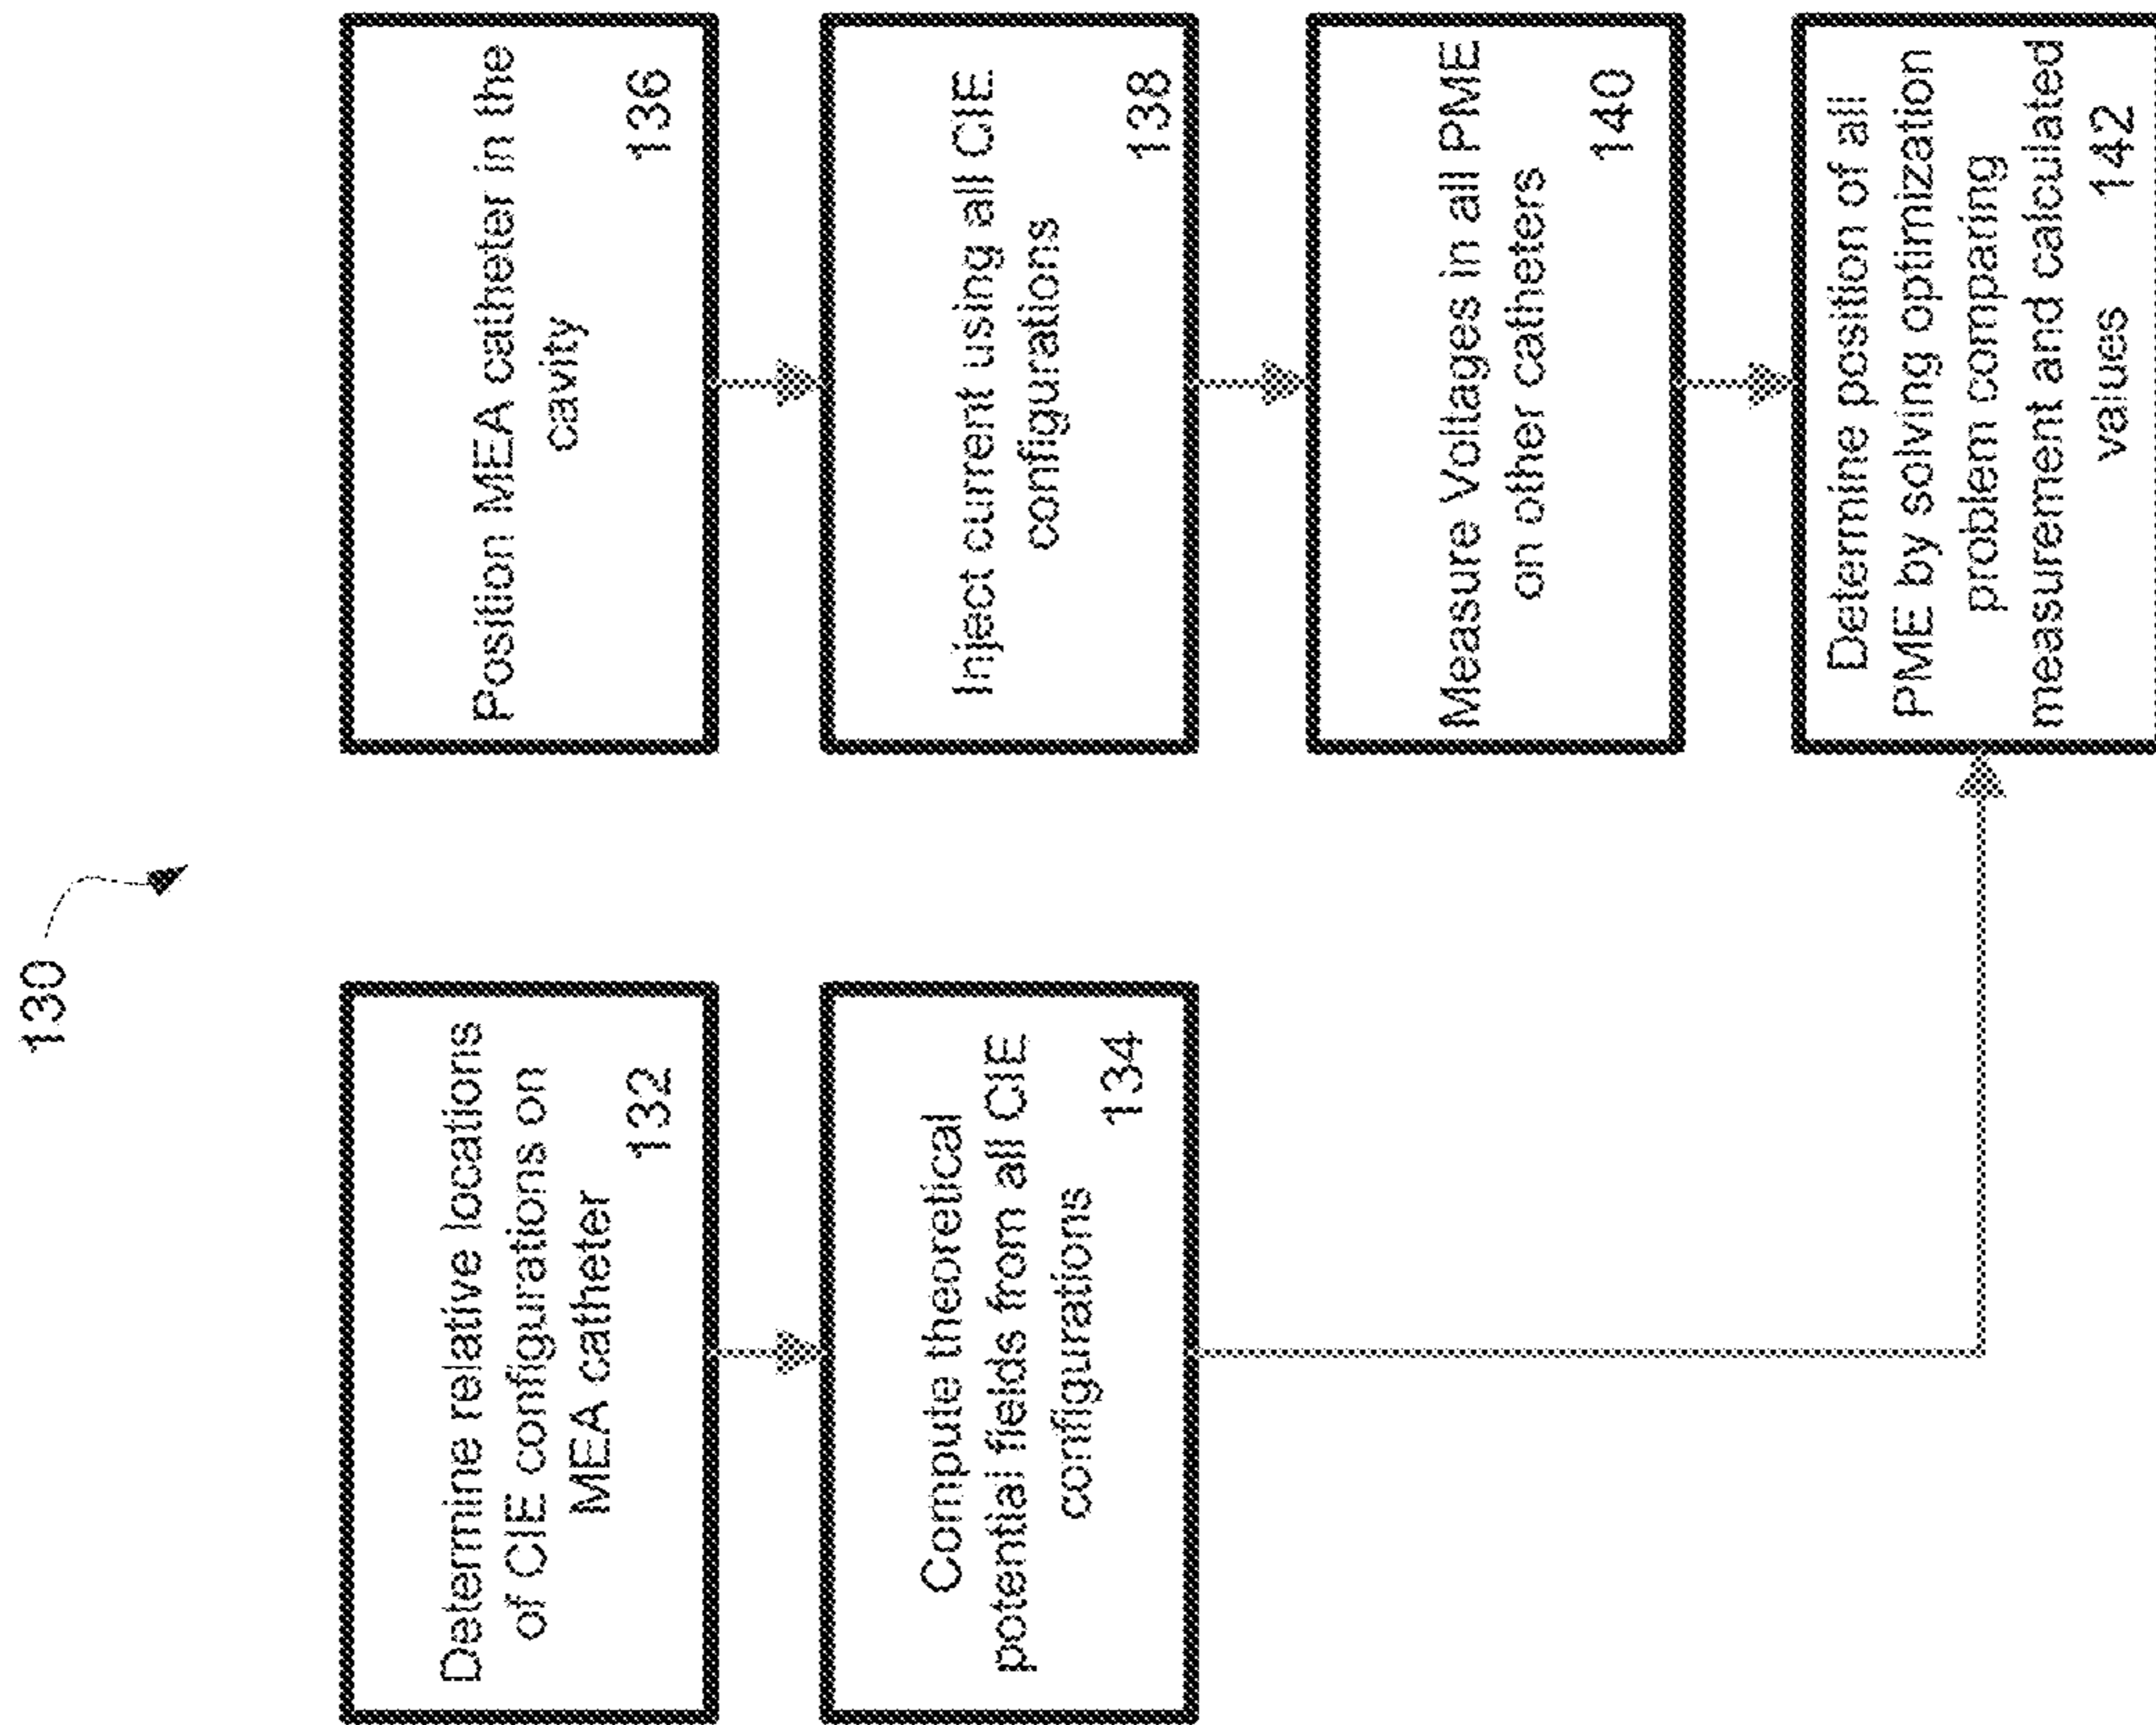 130
Determine relative locations
of CIE configurations on
MEA catheter
132
Compute theoretical
potential fields from all CIE
configurations
134
Position MEA catheter in the
cavity
136
Inject current using all CIE
configurations
138
Measure Voltages in all PME
on other catheters
140
Determine position of all
PME by solving optimization
problem comparing
measurement and calculated
values 142